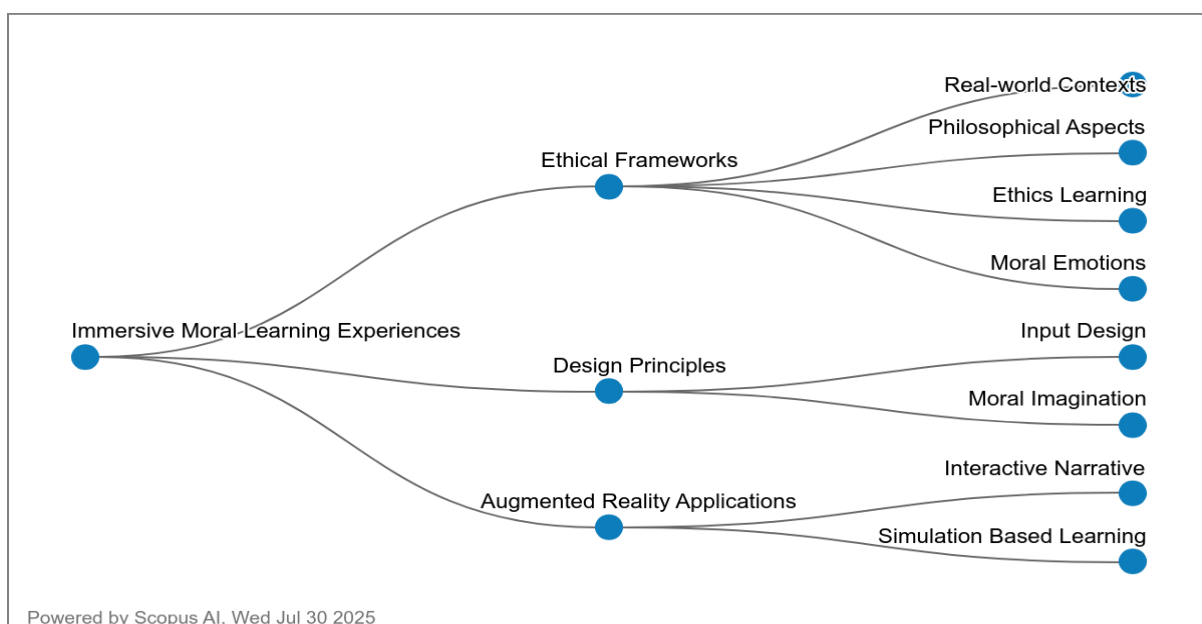 Real-world Contexts
Philosophical Aspects
Ethical Frameworks
Ethics Learning
Moral Emotions
Immersive Moral Learning Experiences
Input Design
Design Principles
Moral Imagination
Interactive Narrative
Augmented Reality Applications
Simulation Based Learning
Powered by Scopus AI, Wed Jul 30 2025